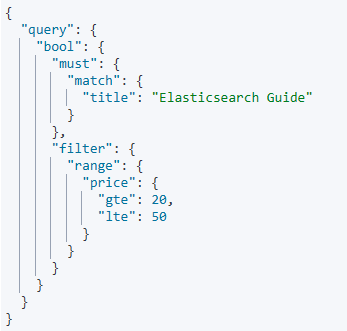 {
  "query": {
    "bool": {
      "must": {
        "match": {
          "title": "Elasticsearch Guide"
        }
      },
      "filter": {
        "range": {
          "price": {
            "gte": 20,
            "lte": 50
          }
        }
      }
    }
  }
}